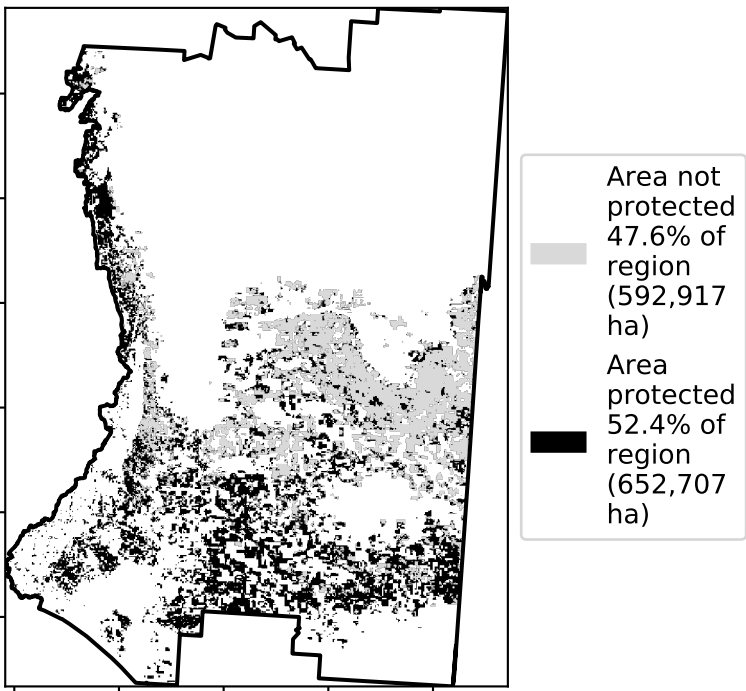 Area not
protected
47.6% of
region
(592,917
ha)
Area
protected
52.4% of
region
(652,707
ha)